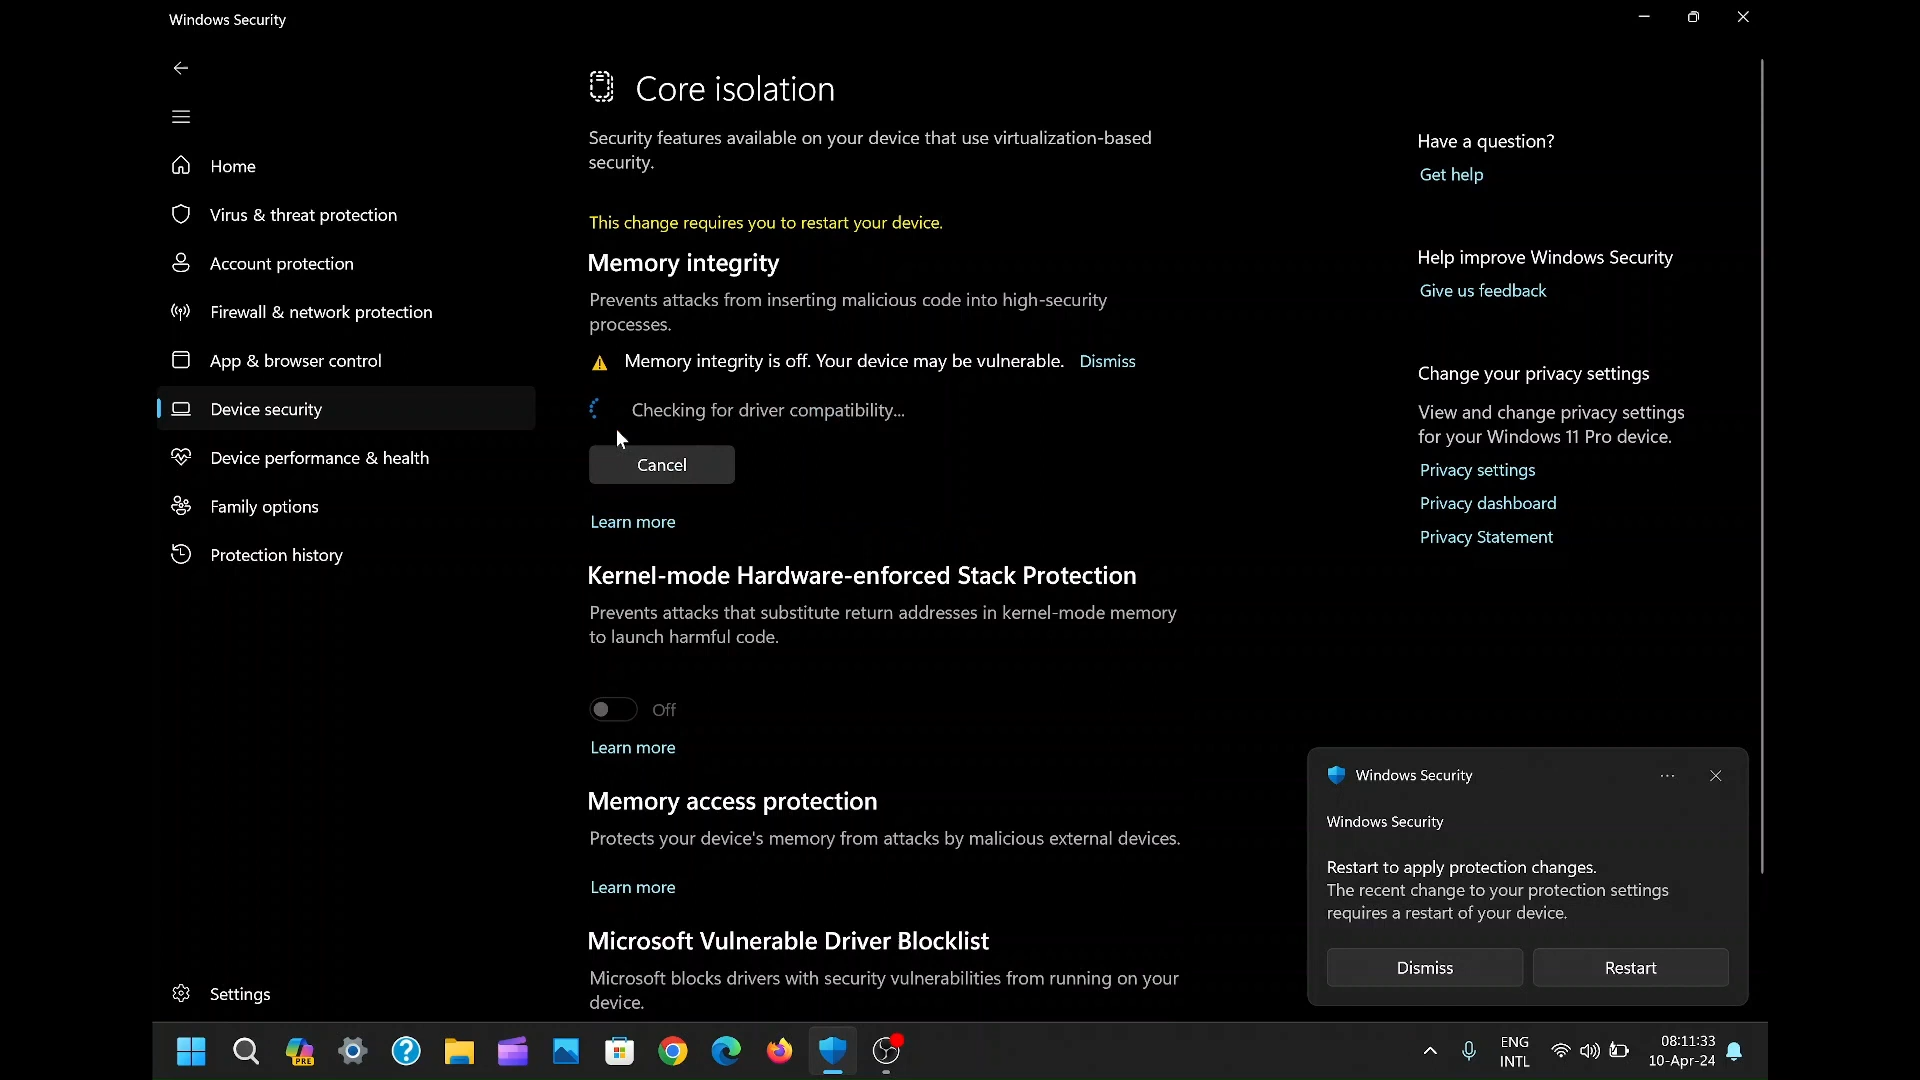 Windows Security
Home
Virus & threat protection
Account protection
Firewall & network protection
App & browser control
Device security
Device performance & health
Family options
Protection history
Settings
Core isolation
Security features available on your device that use virtualization-based
security.
This change requires you to restart your device.
Memory integrity
Prevents attacks from inserting malicious code into high-security
processes.
Memory integrity is off. Your device may be vulnerable. Dismiss
Checking for driver compatibility...
Cancel
Learn more
Kernel-mode Hardware-enforced Stack Protection
Prevents attacks that substitute return addresses in kernel-mode memory
to launch harmful code.
Off
Learn more
Memory access protection
Protects your device's memory from attacks by malicious external devices.
Learn more
Microsoft Vulnerable Driver Blocklist
Microsoft blocks drivers with security vulnerabilities from running on your
device.
Have a question?
Get help
Help improve Windows Security
Give us feedback
Change your privacy settings
View and change privacy settings
for your Windows 11 Pro device.
Privacy settings
Privacy dashboard
Privacy Statement
Windows Security
Windows Security
Restart to apply protection changes.
The recent change to your protection settings
requires a restart of your device.
Dismiss
Restart
PRE
ENG
INTL
08:11:33
10-Apr-24